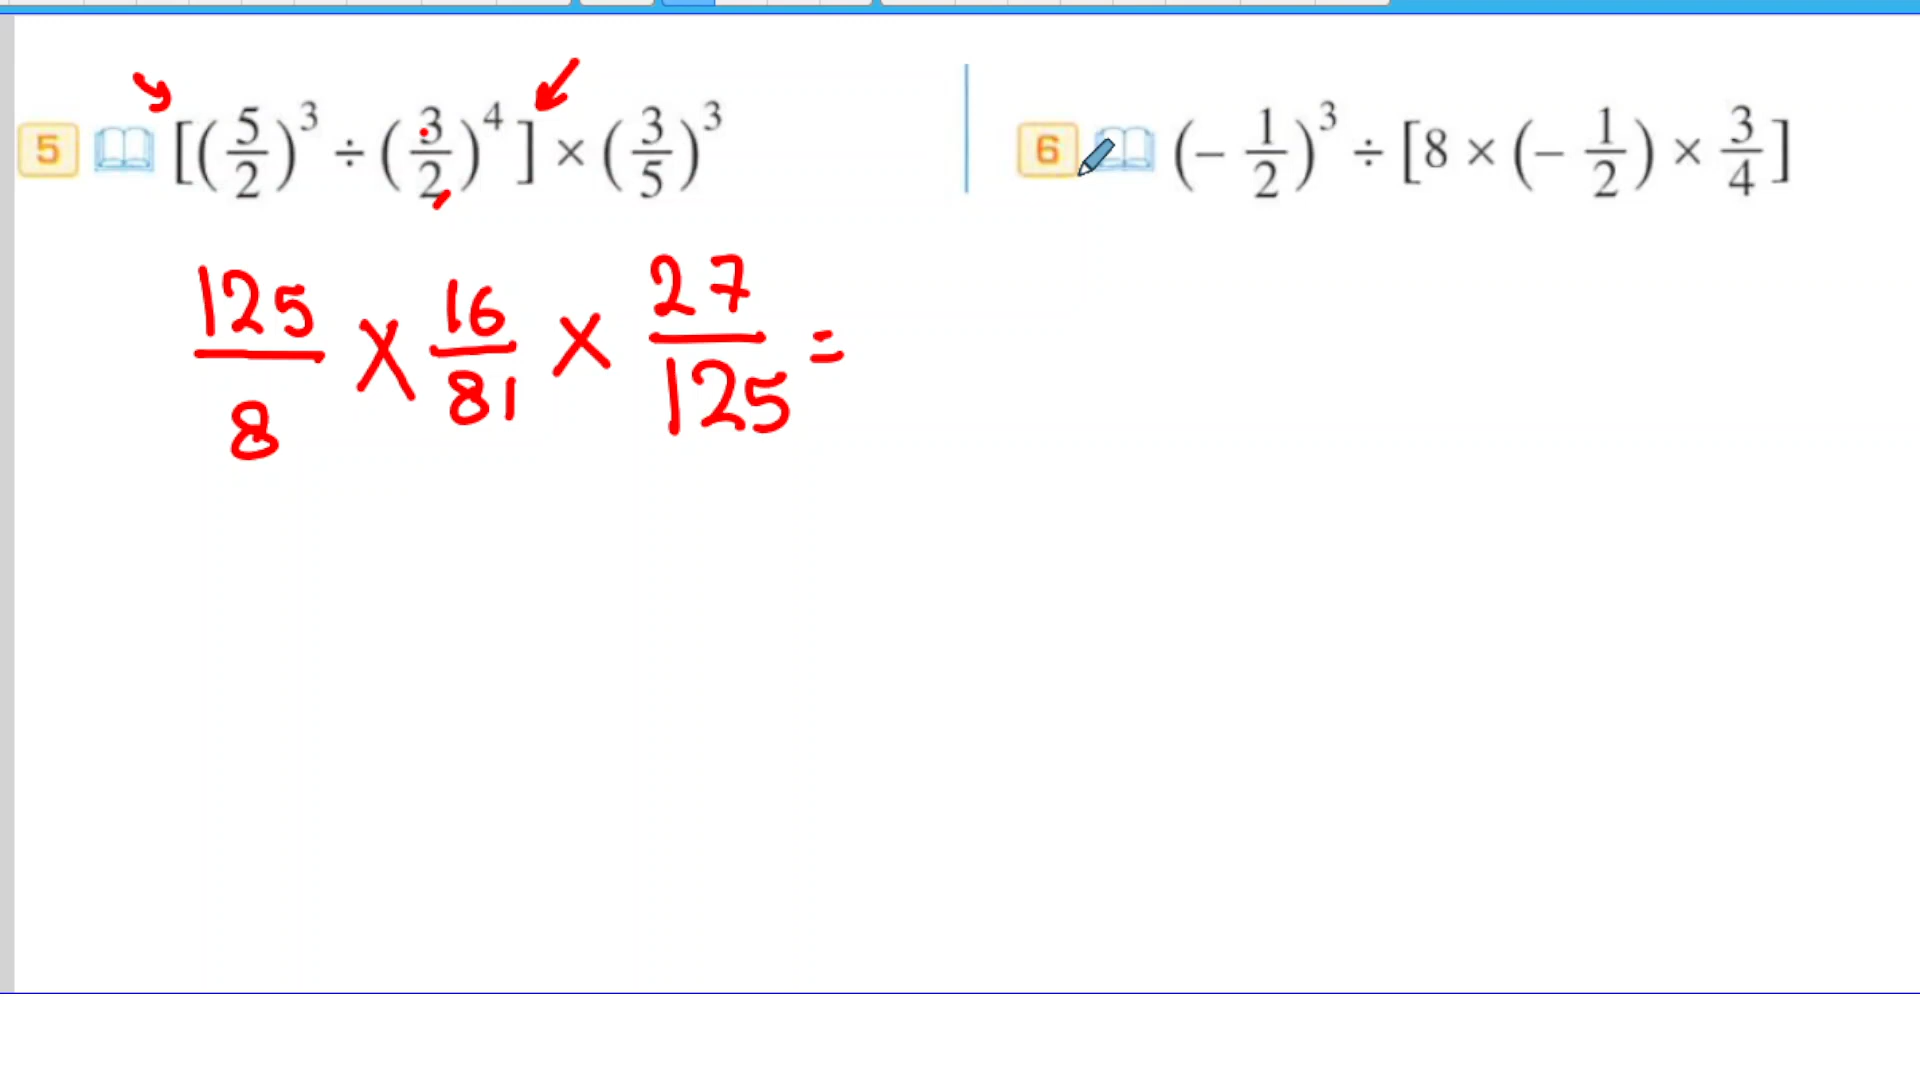 5 [(5/2)³ ÷ (3/2)⁴] × (3/5)³
6 (− 1/2)³ ÷ [8 × (− 1/2) × 3/4]
125/8 × 16/81 × 27/125 =